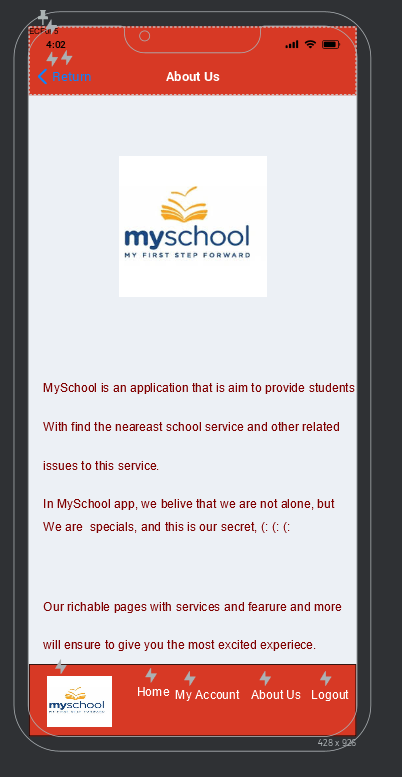 4:02
Return
About Us
myschool
MY FIRST STEP FORWARD
MySchool is an application that is aim to provide students
With find the neareast school service and other related
issues to this service.
In MySchool app, we belive that we are not alone, but
We are specials, and this is our secret, (: (: (:
Our richable pages with services and fearure and more
will ensure to give you the most excited experiece.
myschool
Home
My Account
About Us
Logout
428 x 926